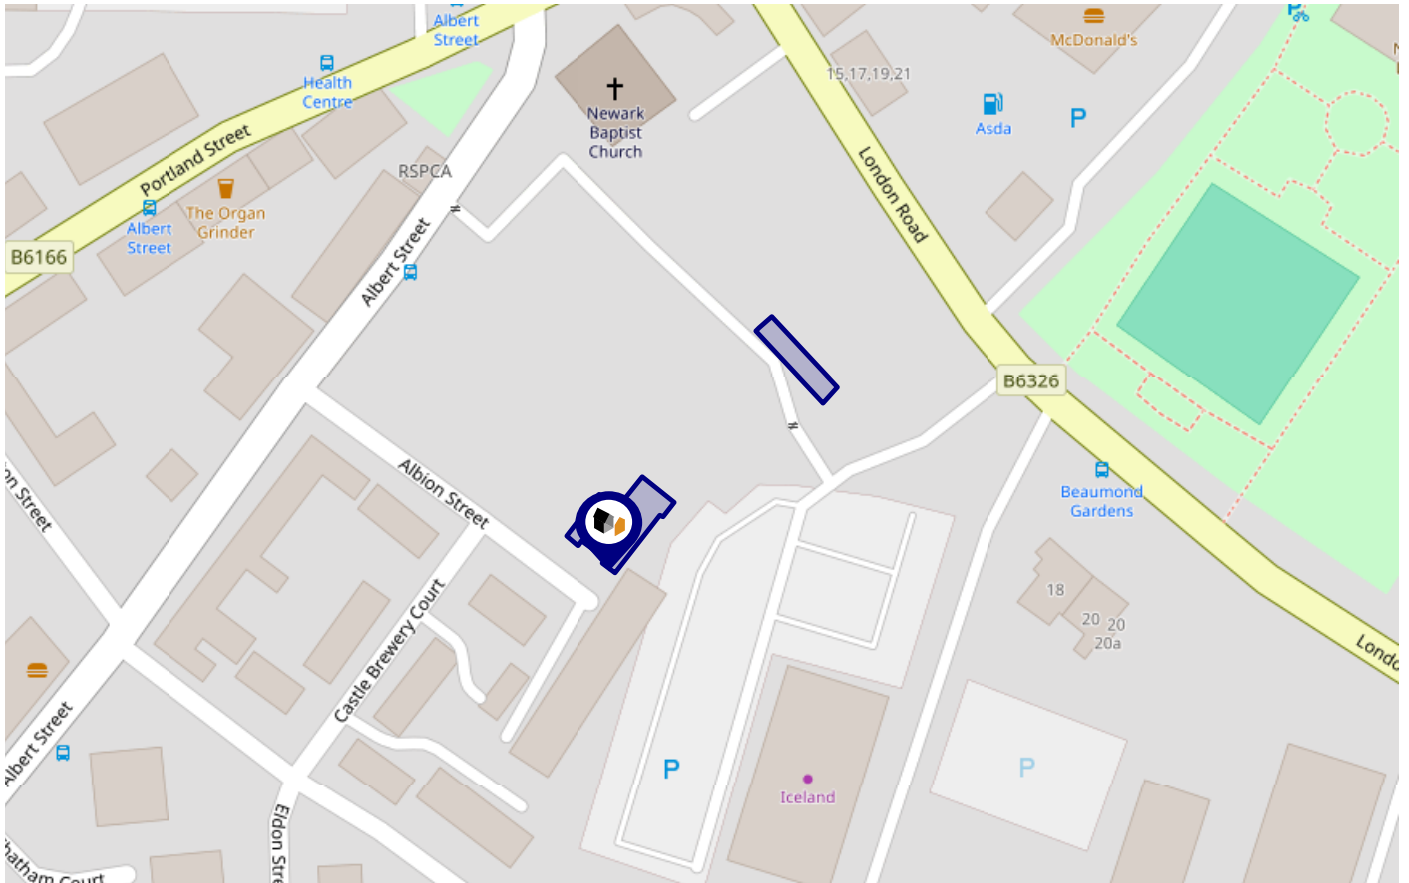 Albert
Street
McDonald's
Health
Centre
15,17,19,21
Asda
P
Newark
Baptist
Church
Portland Street
RSPCA
London Road
The Organ
Grinder
Albert
Street
B6166
Albert Street
B6326
Albion Street
Beaumond
Gardens
on Street
18
20
20
20a
Londo
Castle Brewery Court
Albert Street
P
P
Iceland
Eldon Stre
hatham Court